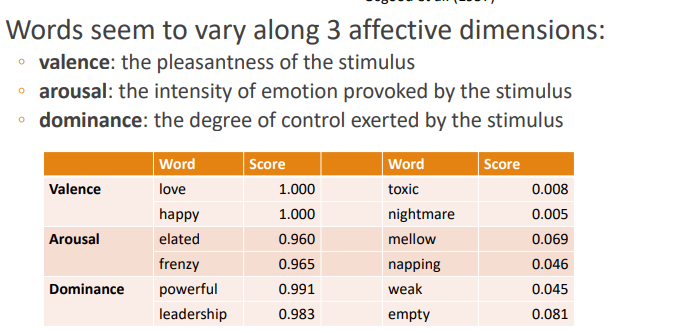 Words seem to vary along 3 affective dimensions:
◦ valence: the pleasantness of the stimulus
◦ arousal: the intensity of emotion provoked by the stimulus
◦ dominance: the degree of control exerted by the stimulus
Word Score Word Score
Valence love 1.000 toxic 0.008
happy 1.000 nightmare 0.005
Arousal elated 0.960 mellow 0.069
frenzy 0.965 napping 0.046
Dominance powerful 0.991 weak 0.045
leadership 0.983 empty 0.081